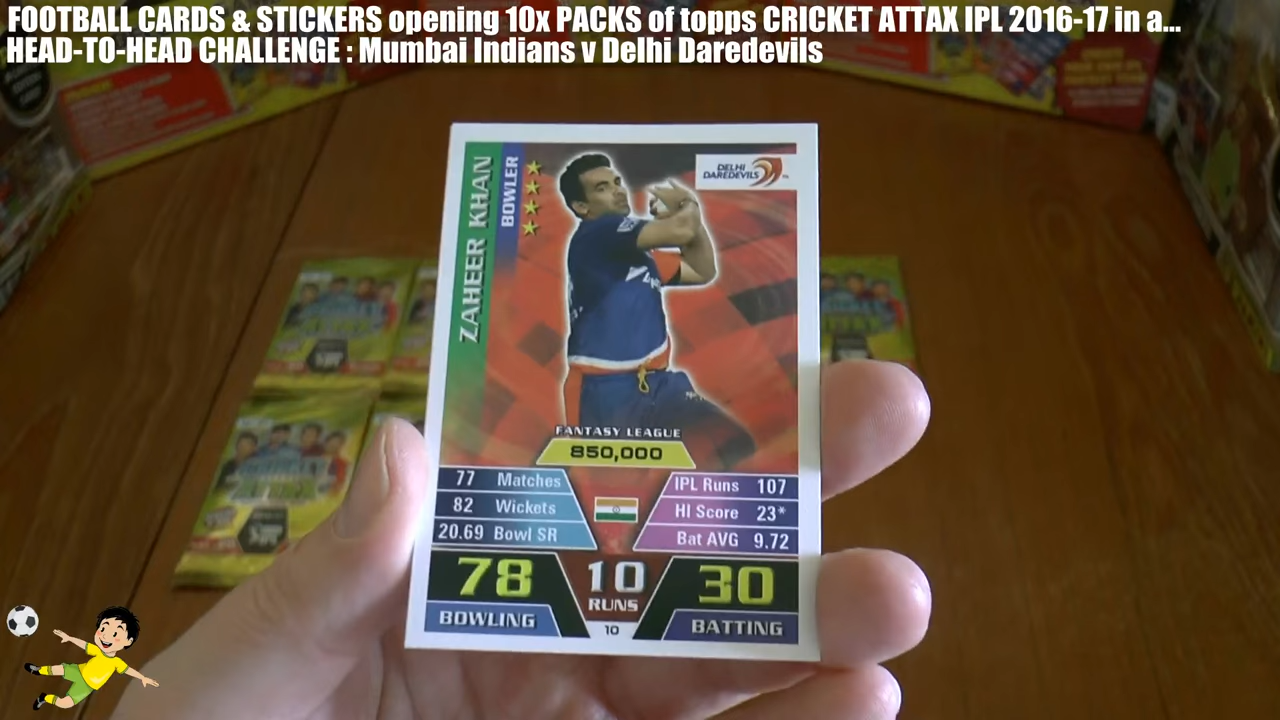 FOOTBALL CARDS & STICKERS opening 10x PACKS of topps CRICKET ATTAX IPL 2016-17 in a...
HEAD-TO-HEAD CHALLENGE : Mumbai Indians v Delhi Daredevils
ZAHEER KHAN
BOWLER
DELHI
DAREDEVILS
FANTASY LEAGUE
850,000
77 Matches
82 Wickets
20.69 Bowl SR
IPL Runs 107
HI Score 23*
Bat AVG 9.72
78
BOWLING
10
RUNS
10
30
BATTING
CRICKET
ATTAX